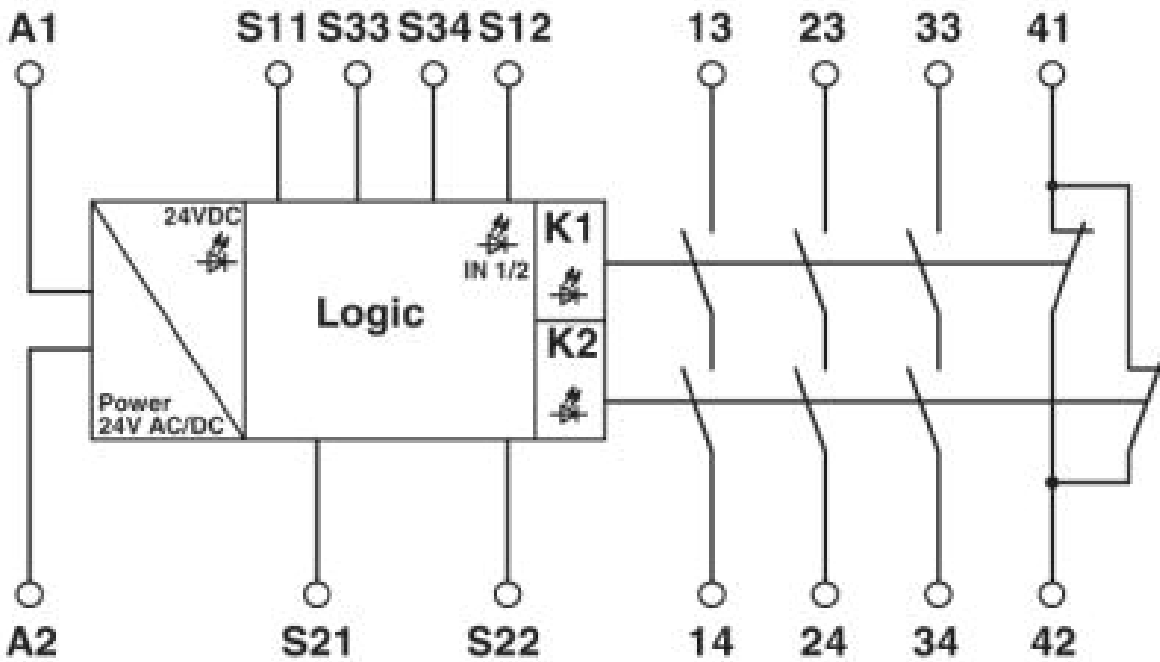 A1 S11 S33 S34 S12 13 23 33 41
24VDC
K1
IN 1/2
Logic
K2
Power
24V AC/DC
A2 S21 S22 14 24 34 42